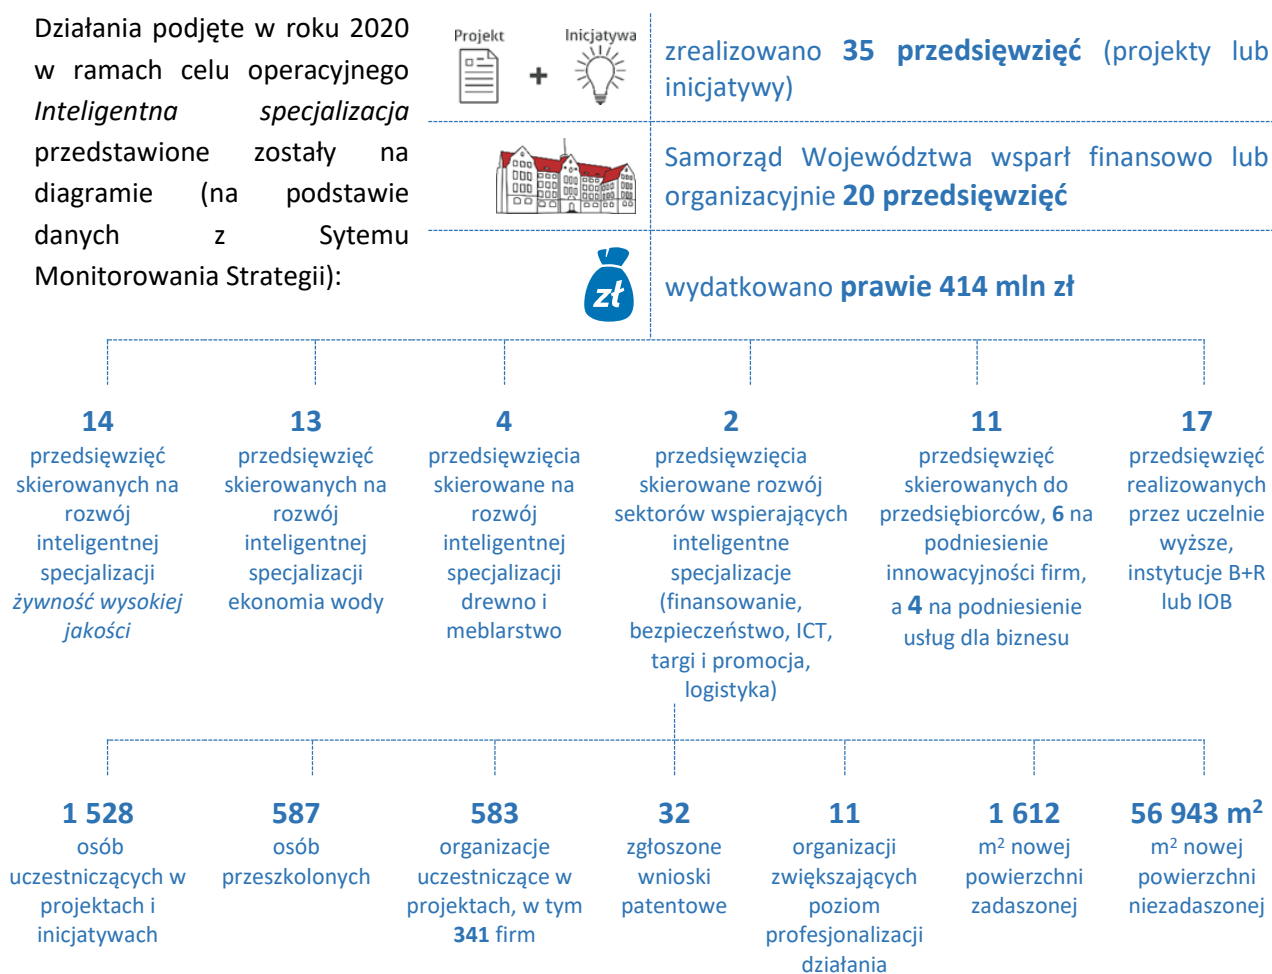 Działania podjęte w roku 2020
w ramach celu operacyjnego
Inteligentna specjalizacja
przedstawione zostały na
diagramie (na podstawie
danych z Sytemu
Monitorowania Strategii):
Projekt
Inicjatywa
+
zrealizowano 35 przedsięwzięć (projekty lub
inicjatywy)
Samorząd Województwa wsparł finansowo lub
organizacyjnie 20 przedsięwzięć
zł
wydatkowano prawie 414 mln zł
14
przedsięwzięć
skierowanych na
rozwój
inteligentnej
specjalizacji
żywność wysokiej
jakości
13
przedsięwzięć
skierowanych na
rozwój
inteligentnej
specjalizacji
ekonomia wody
4
przedsięwzięcia
skierowane na
rozwój
inteligentnej
specjalizacji
drewno i
meblarstwo
2
przedsięwzięcia
skierowane rozwój
sektorów wspierających
inteligentne
specjalizacje
(finansowanie,
bezpieczeństwo, ICT,
targi i promocja,
logistyka)
11
przedsięwzięć
skierowanych do
przedsiębiorców, 6 na
podniesienie
innowacyjności firm,
a 4 na podniesienie
usług dla biznesu
17
przedsięwzięć
realizowanych
przez uczelnie
wyższe,
instytucje B+R
lub IOB
1 528
osób
uczestniczących w
projektach i
inicjatywach
587
osób
przeszkolonych
583
organizacje
uczestniczące w
projektach, w tym
341 firm
32
zgłoszone
wnioski
patentowe
11
organizacji
zwiększających
poziom
profesjonalizacji
działania
1 612
m² nowej
powierzchni
zadaszonej
56 943 m²
m² nowej
powierzchni
niezadaszonej